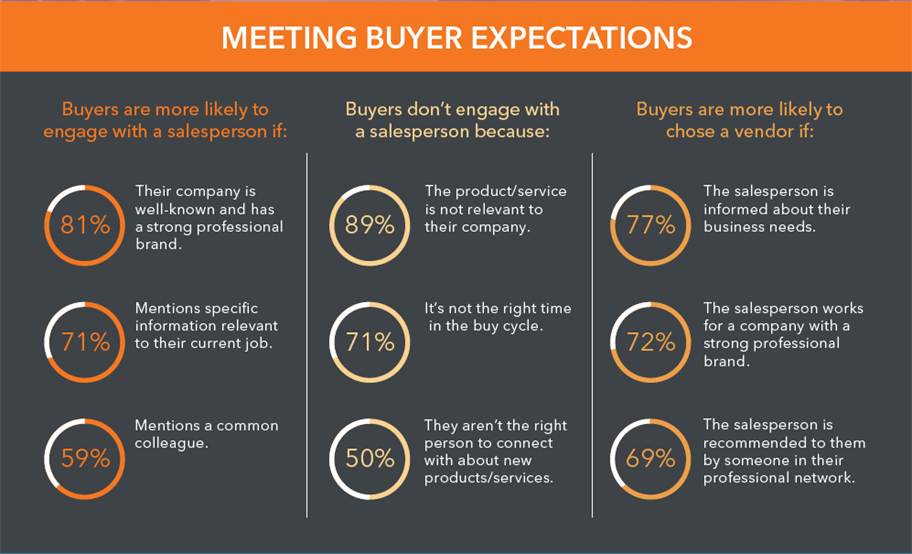 MEETING BUYER EXPECTATIONS
Buyers are more likely to
engage with a salesperson if:
81%
Their company is
well-known and has
a strong professional
brand.
71%
Mentions specific
information relevant
to their current job.
59%
Mentions a common
colleague.
Buyers don’t engage with
a salesperson because:
89%
The product/service
is not relevant to
their company.
71%
It’s not the right time
in the buy cycle.
50%
They aren’t the right
person to connect
with about new
products/services.
Buyers are more likely to
chose a vendor if:
77%
The salesperson is
informed about their
business needs.
72%
The salesperson works
for a company with a
strong professional
brand.
69%
The salesperson is
recommended to them
by someone in their
professional network.